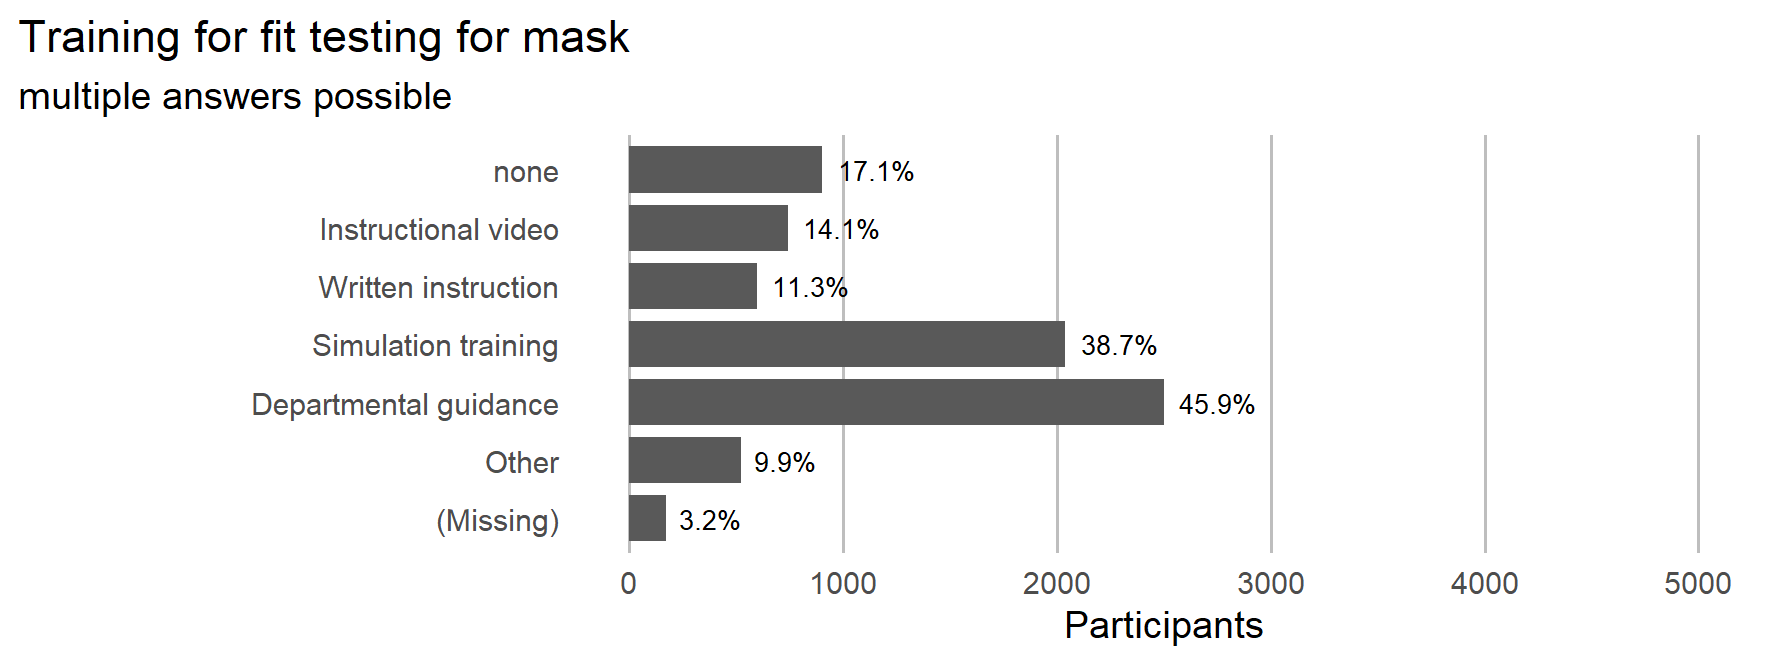 Training for fit testing for mask
multiple answers possible
none 17.1%
Instructional video 14.1%
Written instruction 11.3%
Simulation training 38.7%
Departmental guidance 45.9%
Other 9.9%
(Missing) 3.2%
0 1000 2000 3000 4000 5000
Participants